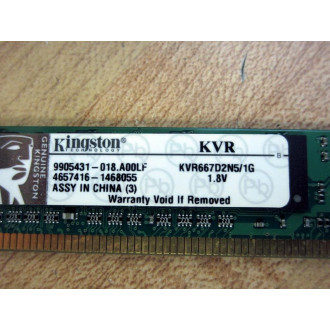 GENUINE
KINGSTON
Kingston KVR
TECHNOLOGY
9905431-018.A00LF KVR667D2N5/1G
4657416-1468055 1.8V
ASSY IN CHINA (3)
Warranty Void If Removed